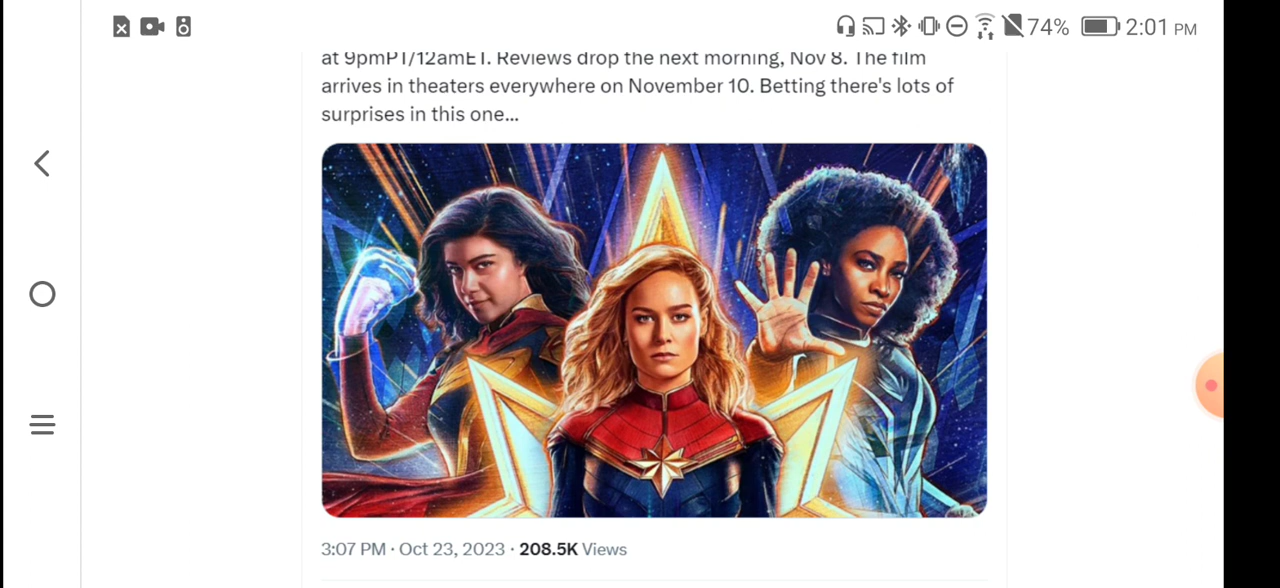 74% 2:01 PM
at 9pmPT/12amET. Reviews drop the next morning, Nov 8. The film
arrives in theaters everywhere on November 10. Betting there's lots of
surprises in this one...
3:07 PM · Oct 23, 2023 · 208.5K Views